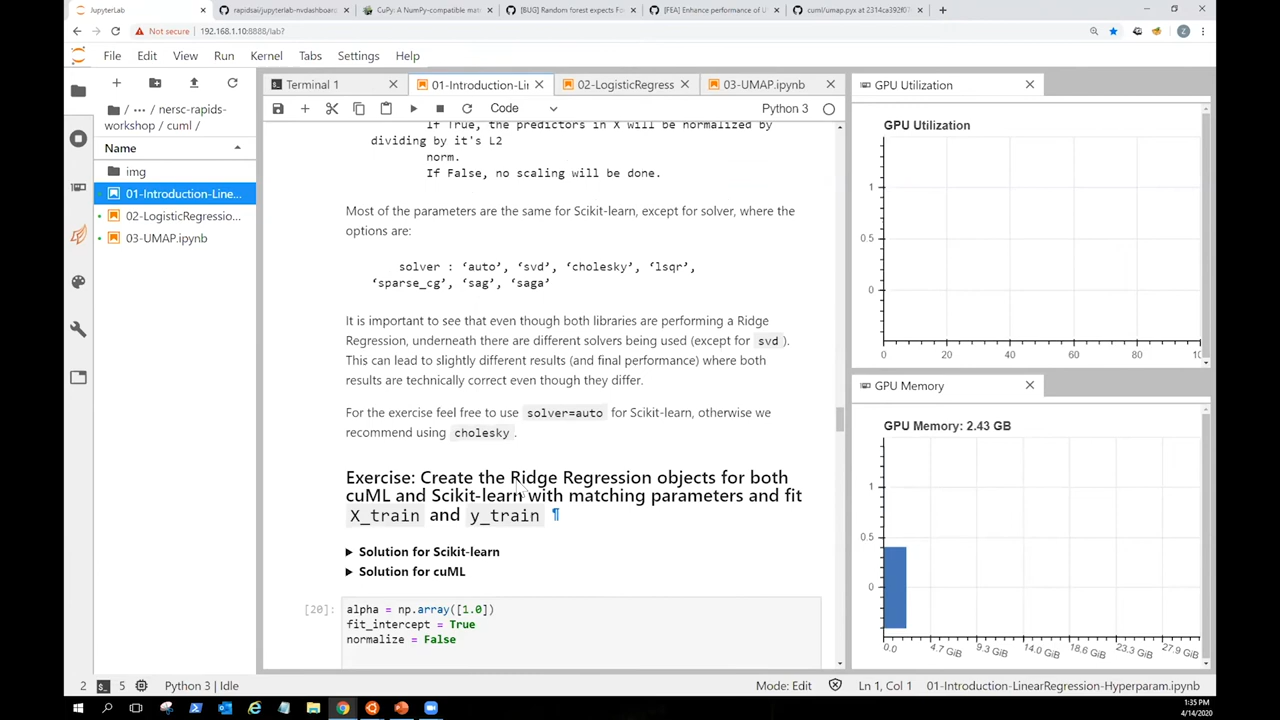 JupyterLab
rapidsai/jupyterlab-nvdashboard
CuPy: A NumPy-compatible mat
[BUG] Random forest expects Fo
[FEA] Enhance performance of U
cuml/umap.pyx at 2314ca392f07
Not secure | 192.168.1.10:8888/lab?
File Edit View Run Kernel Tabs Settings Help
/ ··· / nersc-rapids-workshop / cuml /
Name
img
01-Introduction-Line...
02-LogisticRegressio...
03-UMAP.ipynb
Terminal 1
01-Introduction-Lin
02-LogisticRegress
03-UMAP.ipynb
Code
Python 3
If True, the predictors in X will be normalized by
dividing by it's L2
norm.
If False, no scaling will be done.
Most of the parameters are the same for Scikit-learn, except for solver, where the
options are:
solver : ‘auto’, ‘svd’, ‘cholesky’, ‘lsqr’,
‘sparse_cg’, ‘sag’, ‘saga’
It is important to see that even though both libraries are performing a Ridge
Regression, underneath there are different solvers being used (except for svd ).
This can lead to slightly different results (and final performance) where both
results are technically correct even though they differ.
For the exercise feel free to use solver=auto for Scikit-learn, otherwise we
recommend using cholesky .
Exercise: Create the Ridge Regression objects for both
cuML and Scikit-learn with matching parameters and fit
X_train and y_train ¶
Solution for Scikit-learn
Solution for cuML
[20]: alpha = np.array([1.0])
fit_intercept = True
normalize = False
GPU Utilization
GPU Utilization
1
0.5
0
0 20 40 60 80 10
GPU Memory
GPU Memory: 2.43 GB
1
0.5
0
0.0 4.7 GiB 9.3 GiB 14.0 GiB 18.6 GiB 23.3 GiB 27.9 GiB
2 5 Python 3 | Idle
Mode: Edit Ln 1, Col 1 01-Introduction-LinearRegression-Hyperparam.ipynb
1:35 PM
4/14/2020